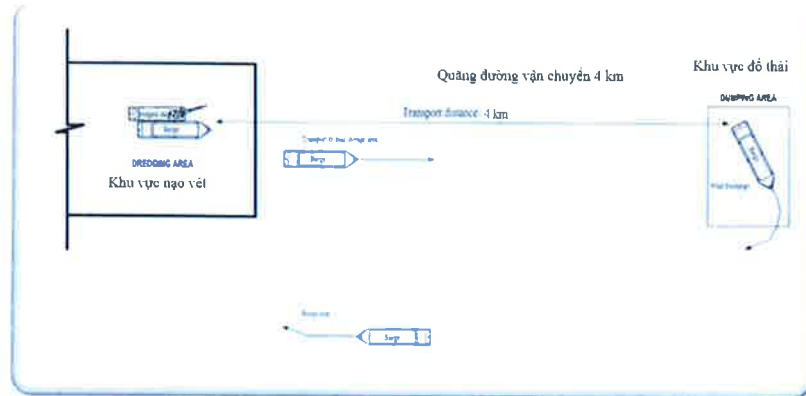 Quãng đường vận chuyển 4 km
Khu vực đổ thải
DUMPING AREA
Transport distance: 4 km
Barge
DREDGING AREA
Khu vực nạo vét
Barge
Barge
Barge